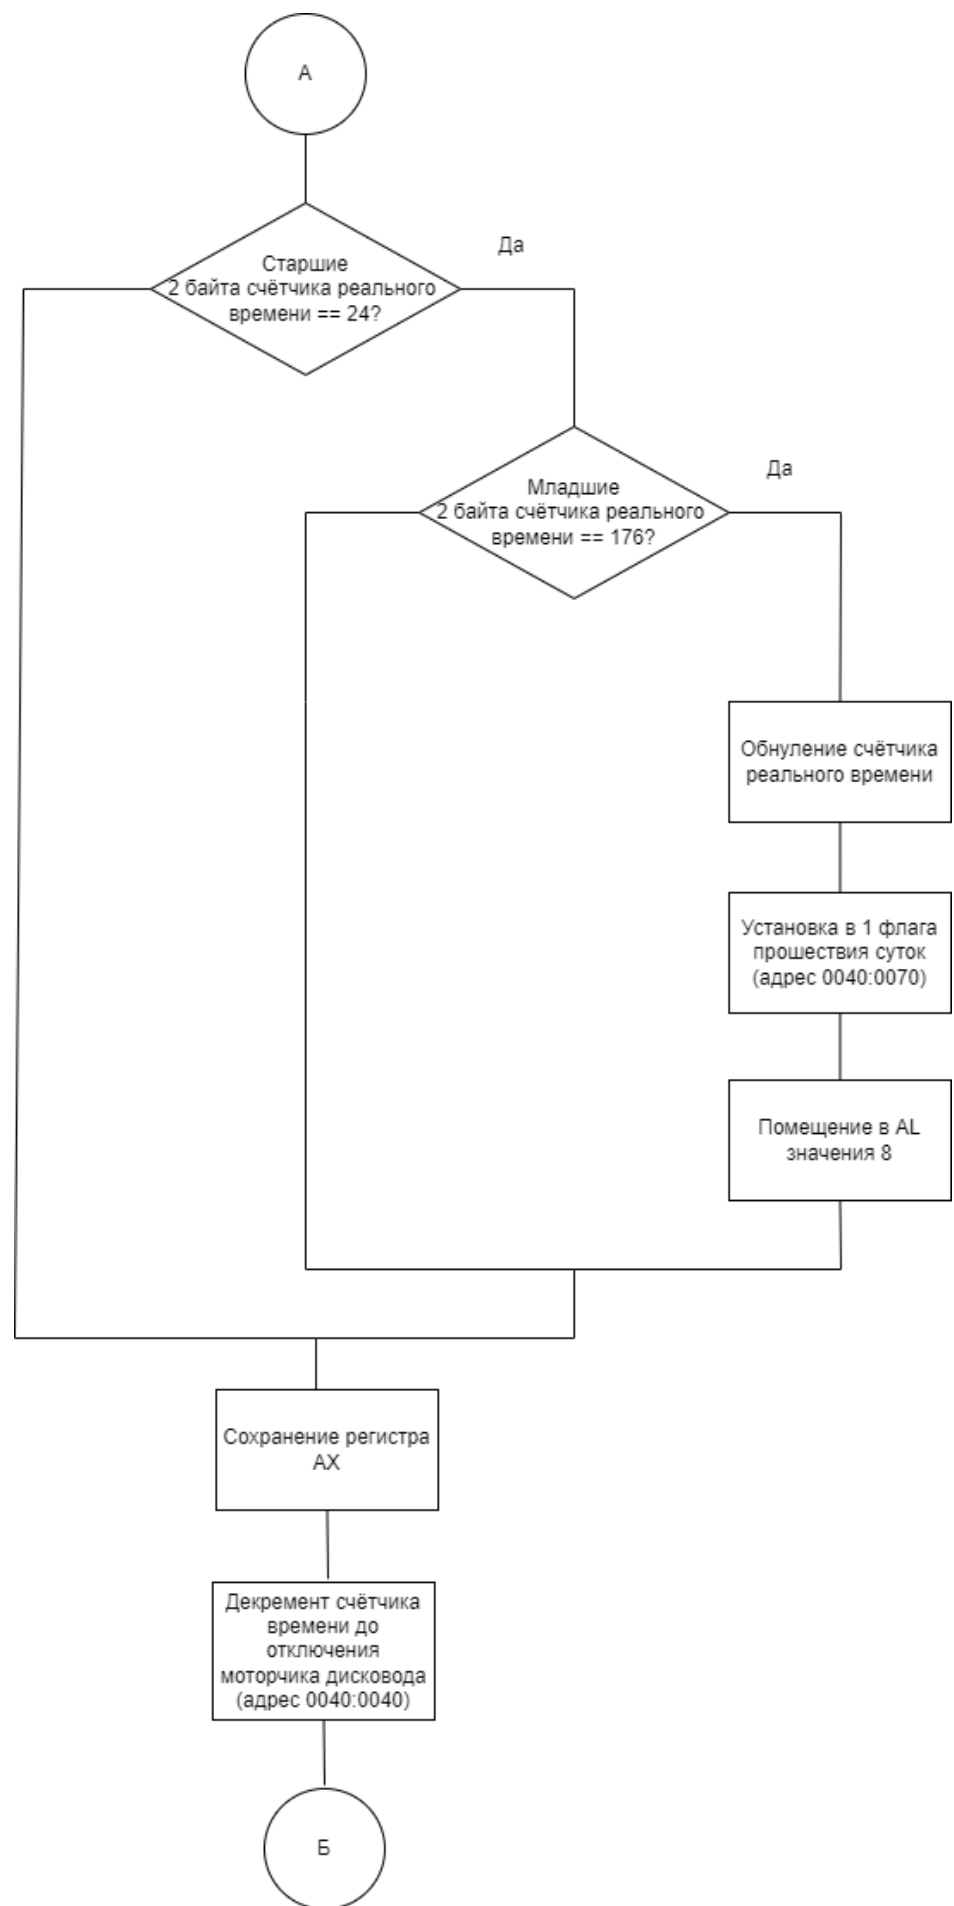 А
Да
Старшие
2 байта счётчика реального
времени == 24?
Да
Младшие
2 байта счётчика реального
времени == 176?
Обнуление счётчика
реального времени
Установка в 1 флага
прошествия суток
(адрес 0040:0070)
Помещение в AL
значения 8
Сохранение регистра
AX
Декремент счётчика
времени до
отключения
моторчика дисковода
(адрес 0040:0040)
Б